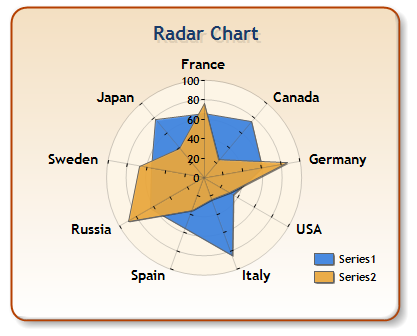 Radar Chart
France
Japan
Canada
Sweden
Germany
Russia
USA
Spain
Italy
100
80
60
40
20
0
Series1
Series2